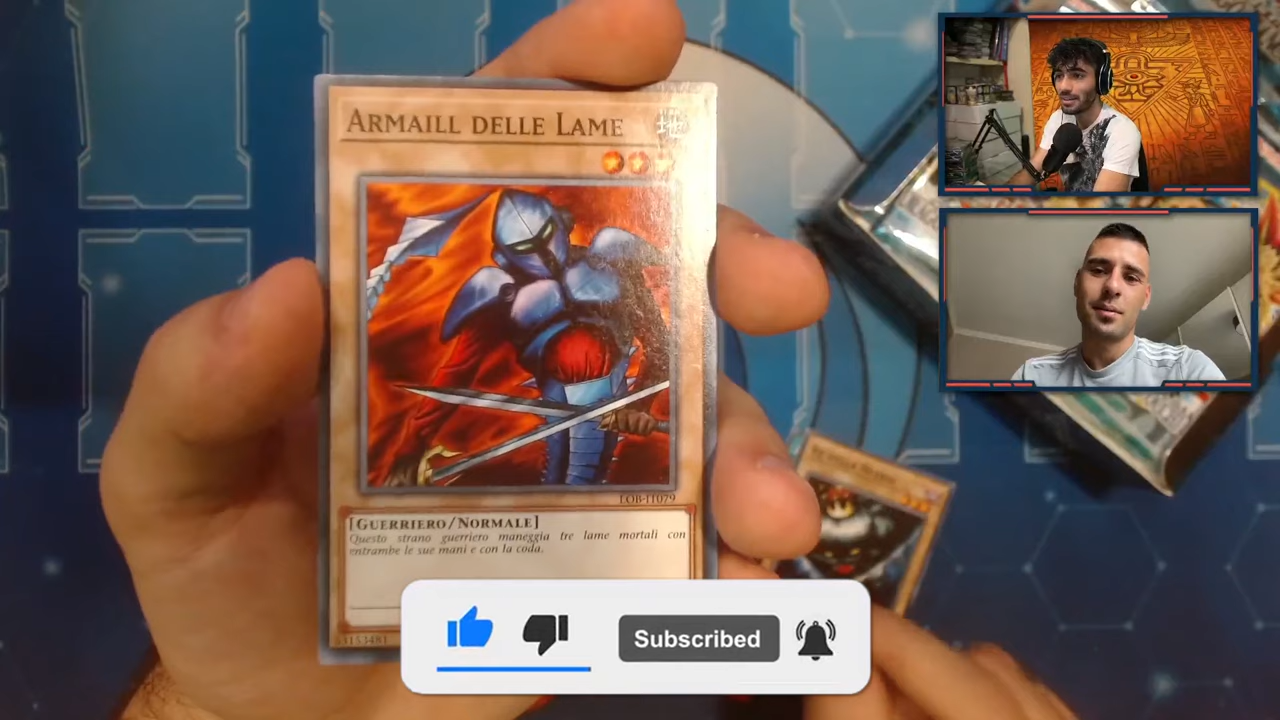 ARMAILL DELLE LAME
LOB-IT079
[GUERRIERO/NORMALE]
Questo strano guerriero maneggia tre lame mortali con
entrambe le sue mani e con la coda.
53153481
Subscribed